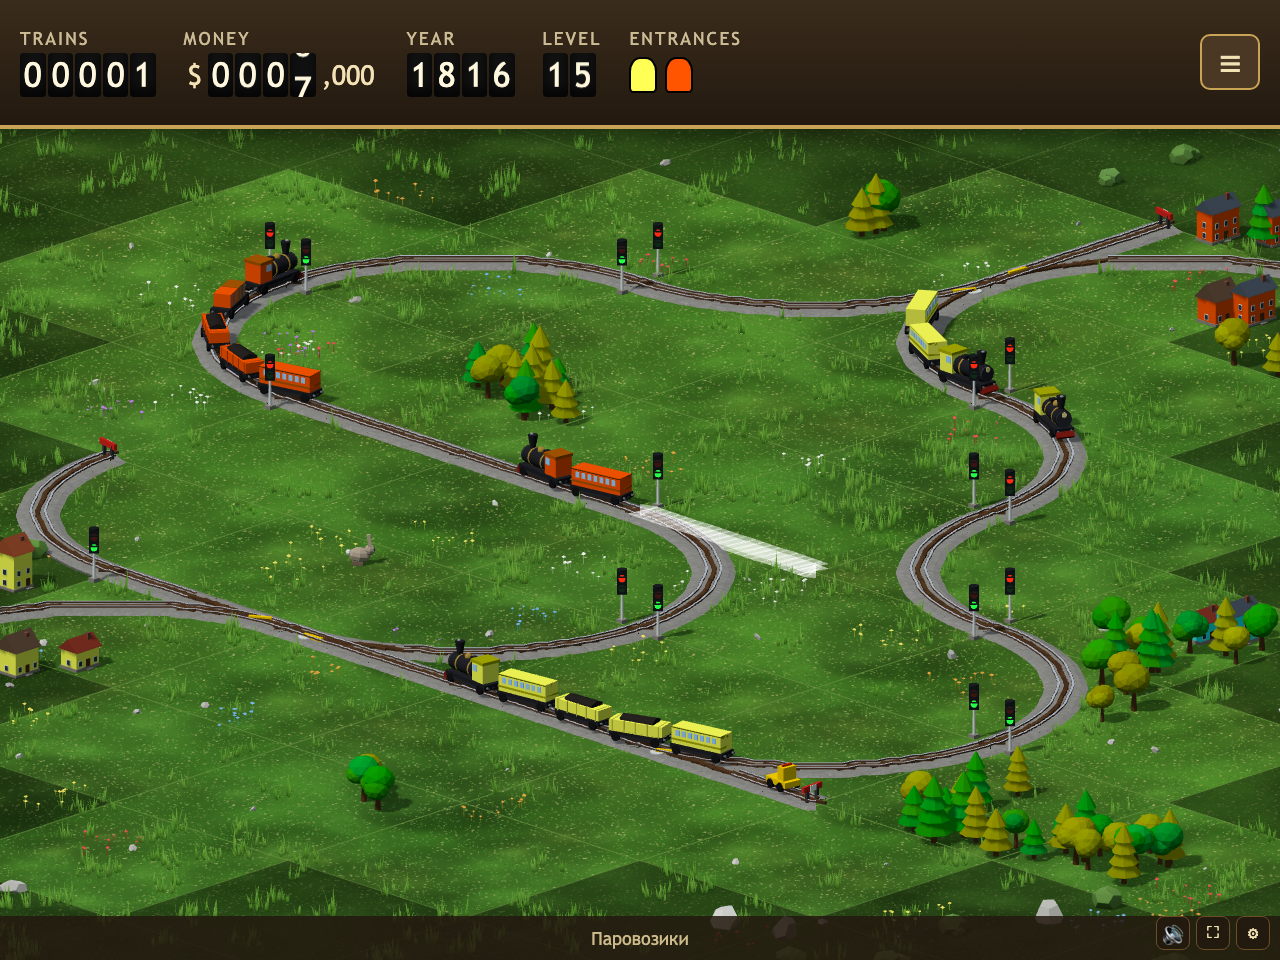 TRAINS
00001
MONEY
$ 0007,000
YEAR
1816
LEVEL
15
ENTRANCES
Паровозики